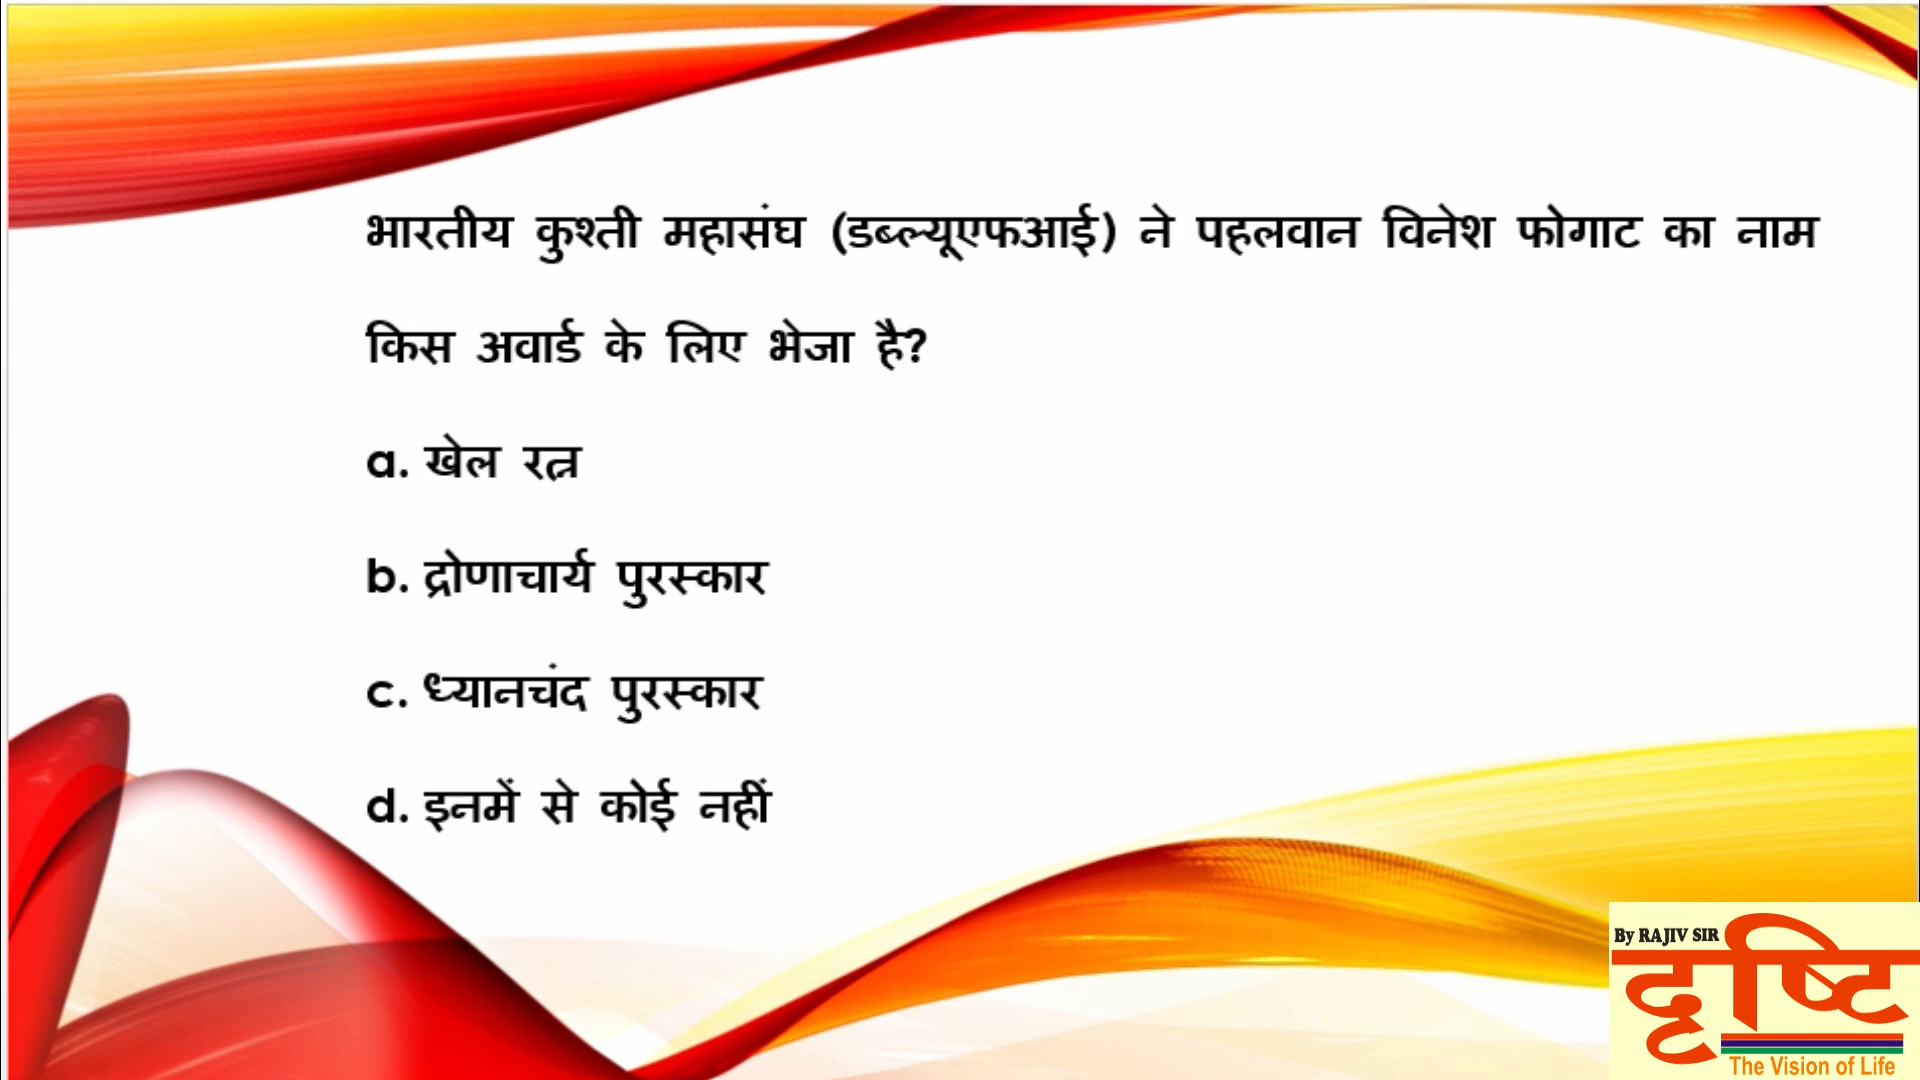 भारतीय कुश्ती महासंघ (डब्ल्यूएफआई) ने पहलवान विनेश फोगाट का नाम
किस अवार्ड के लिए भेजा है?
a. खेल रत्न
b. द्रोणाचार्य पुरस्कार
c. ध्यानचंद पुरस्कार
d. इनमें से कोई नहीं
By RAJIV SIR
दृष्टि
The Vision of Life